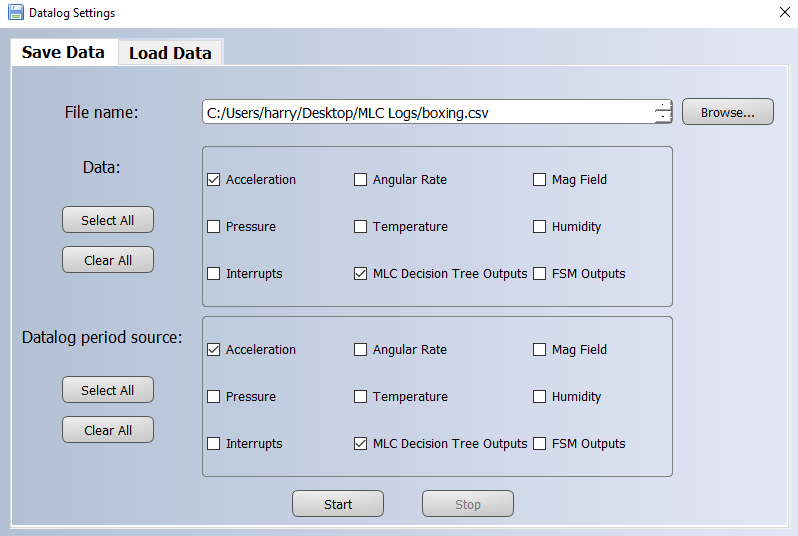 Datalog Settings
Save Data Load Data
File name: C:/Users/harry/Desktop/MLC Logs/boxing.csv Browse...
Data:
Acceleration Angular Rate Mag Field
Select All
Pressure Temperature Humidity
Clear All
Interrupts MLC Decision Tree Outputs FSM Outputs
Datalog period source:
Acceleration Angular Rate Mag Field
Select All
Pressure Temperature Humidity
Clear All
Interrupts MLC Decision Tree Outputs FSM Outputs
Start Stop